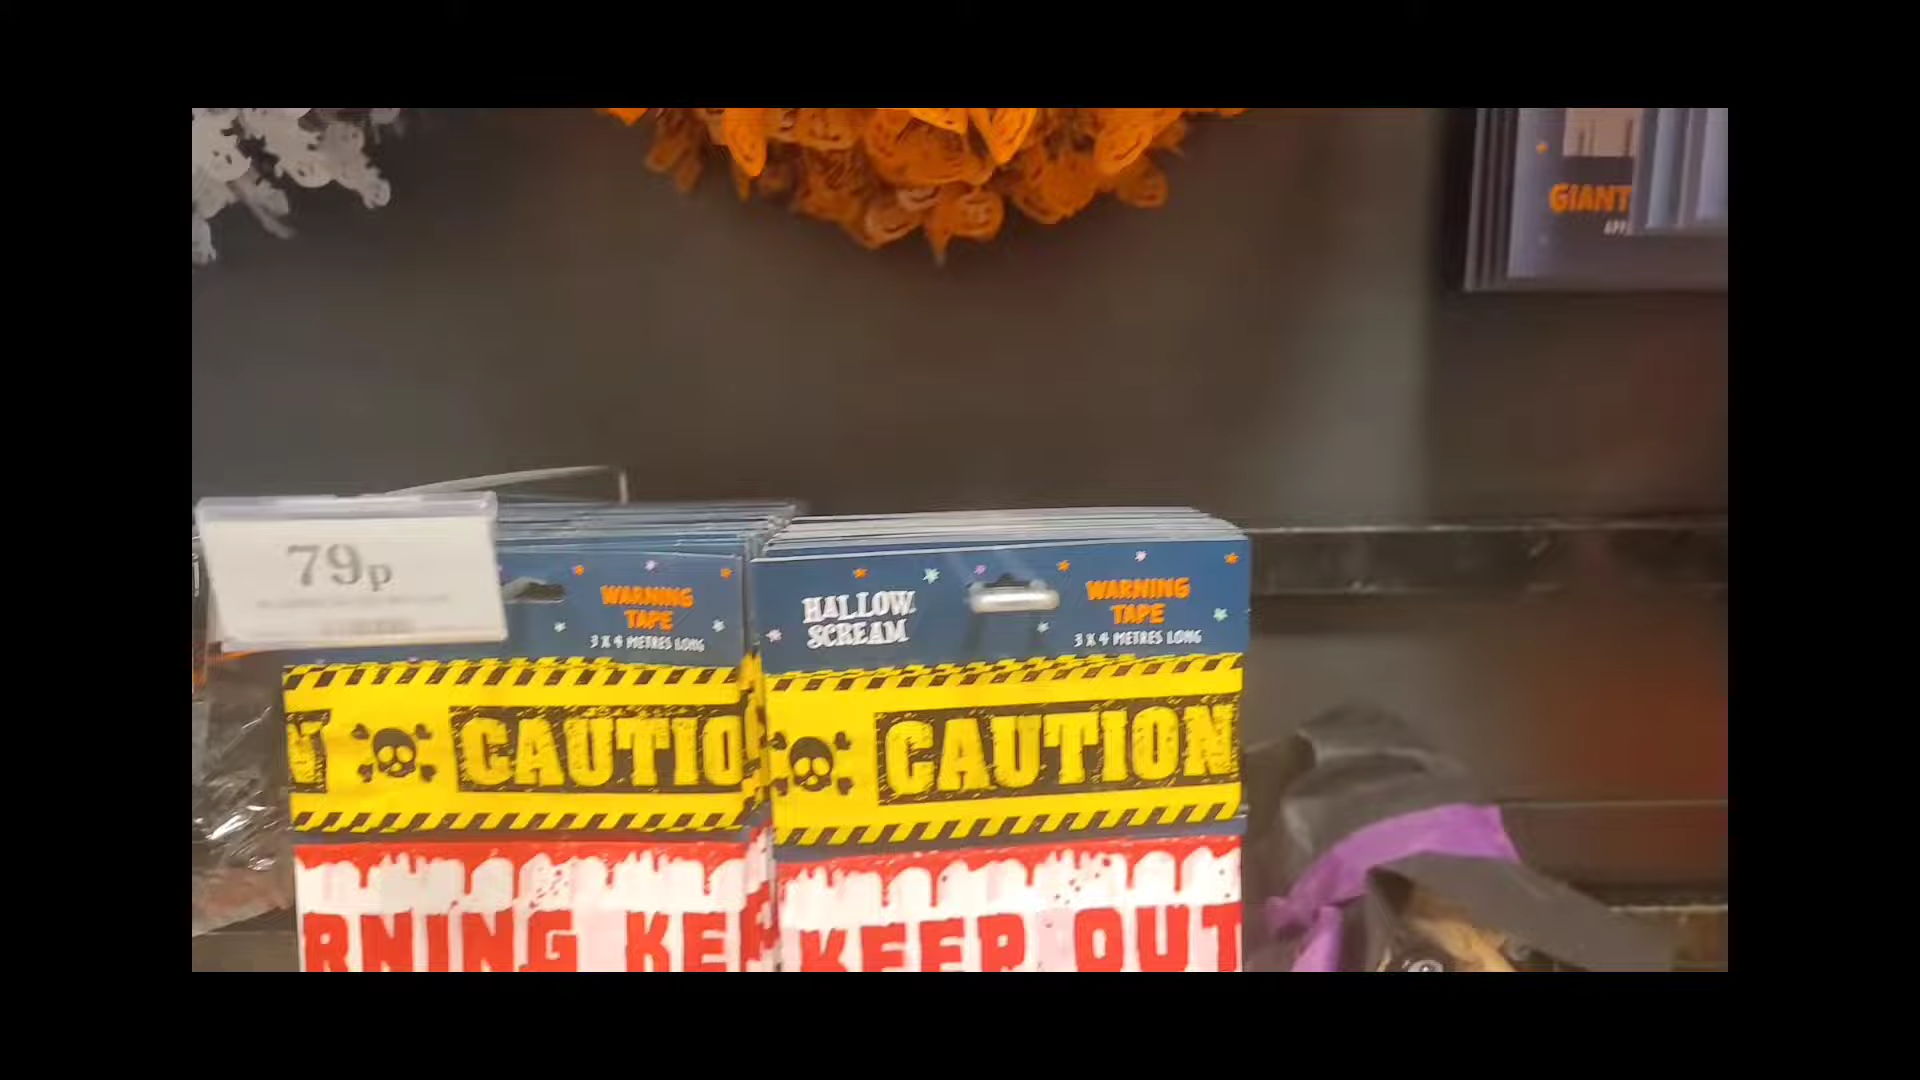 GIANT
79p
WARNING
TAPE
3 X 4 METRES LONG
HALLOW
SCREAM
WARNING
TAPE
3 X 4 METRES LONG
CAUTIO
CAUTION
RNING KEE
KEEP OUT